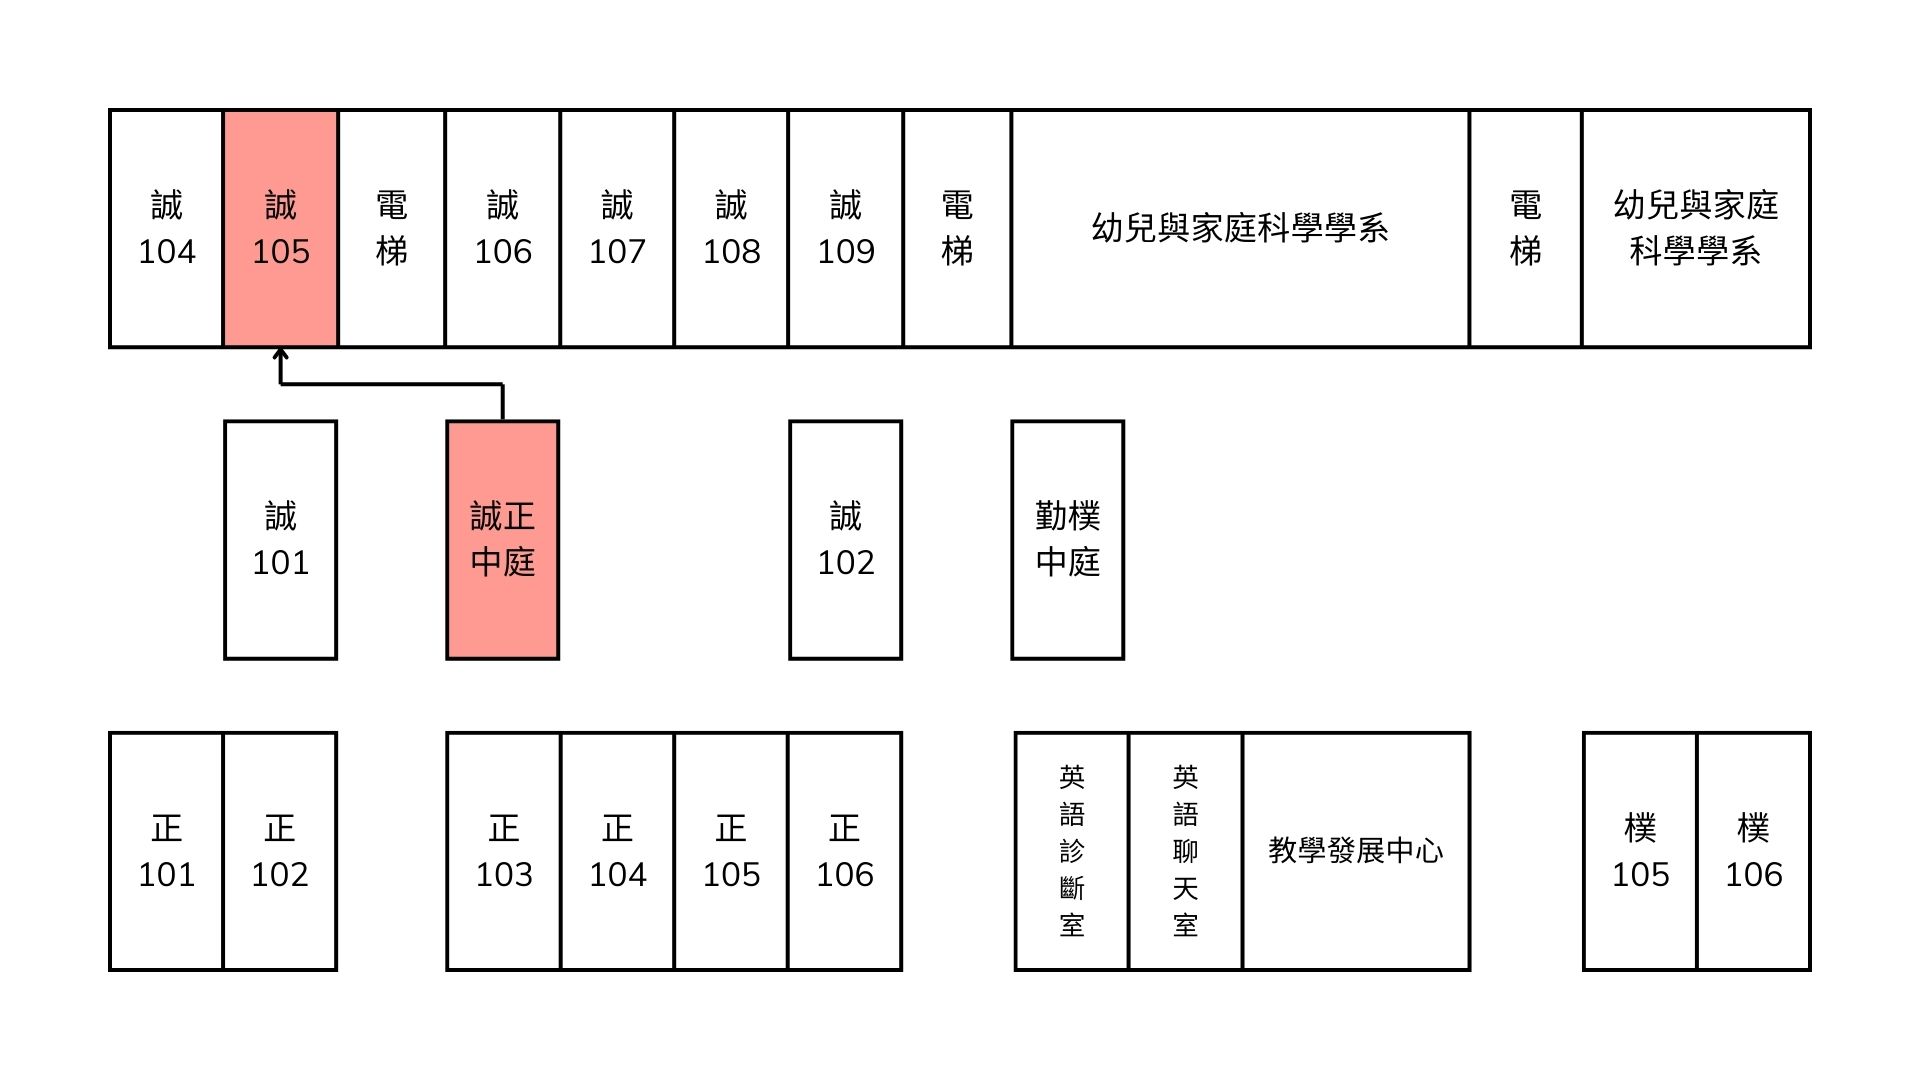 誠
104
誠
105
電
梯
誠
106
誠
107
誠
108
誠
109
電
梯
幼兒與家庭科學學系
電
梯
幼兒與家庭
科學學系
誠
101
誠正
中庭
誠
102
勤樸
中庭
正
101
正
102
正
103
正
104
正
105
正
106
英
語
診
斷
室
英
語
聊
天
室
教學發展中心
樸
105
樸
106